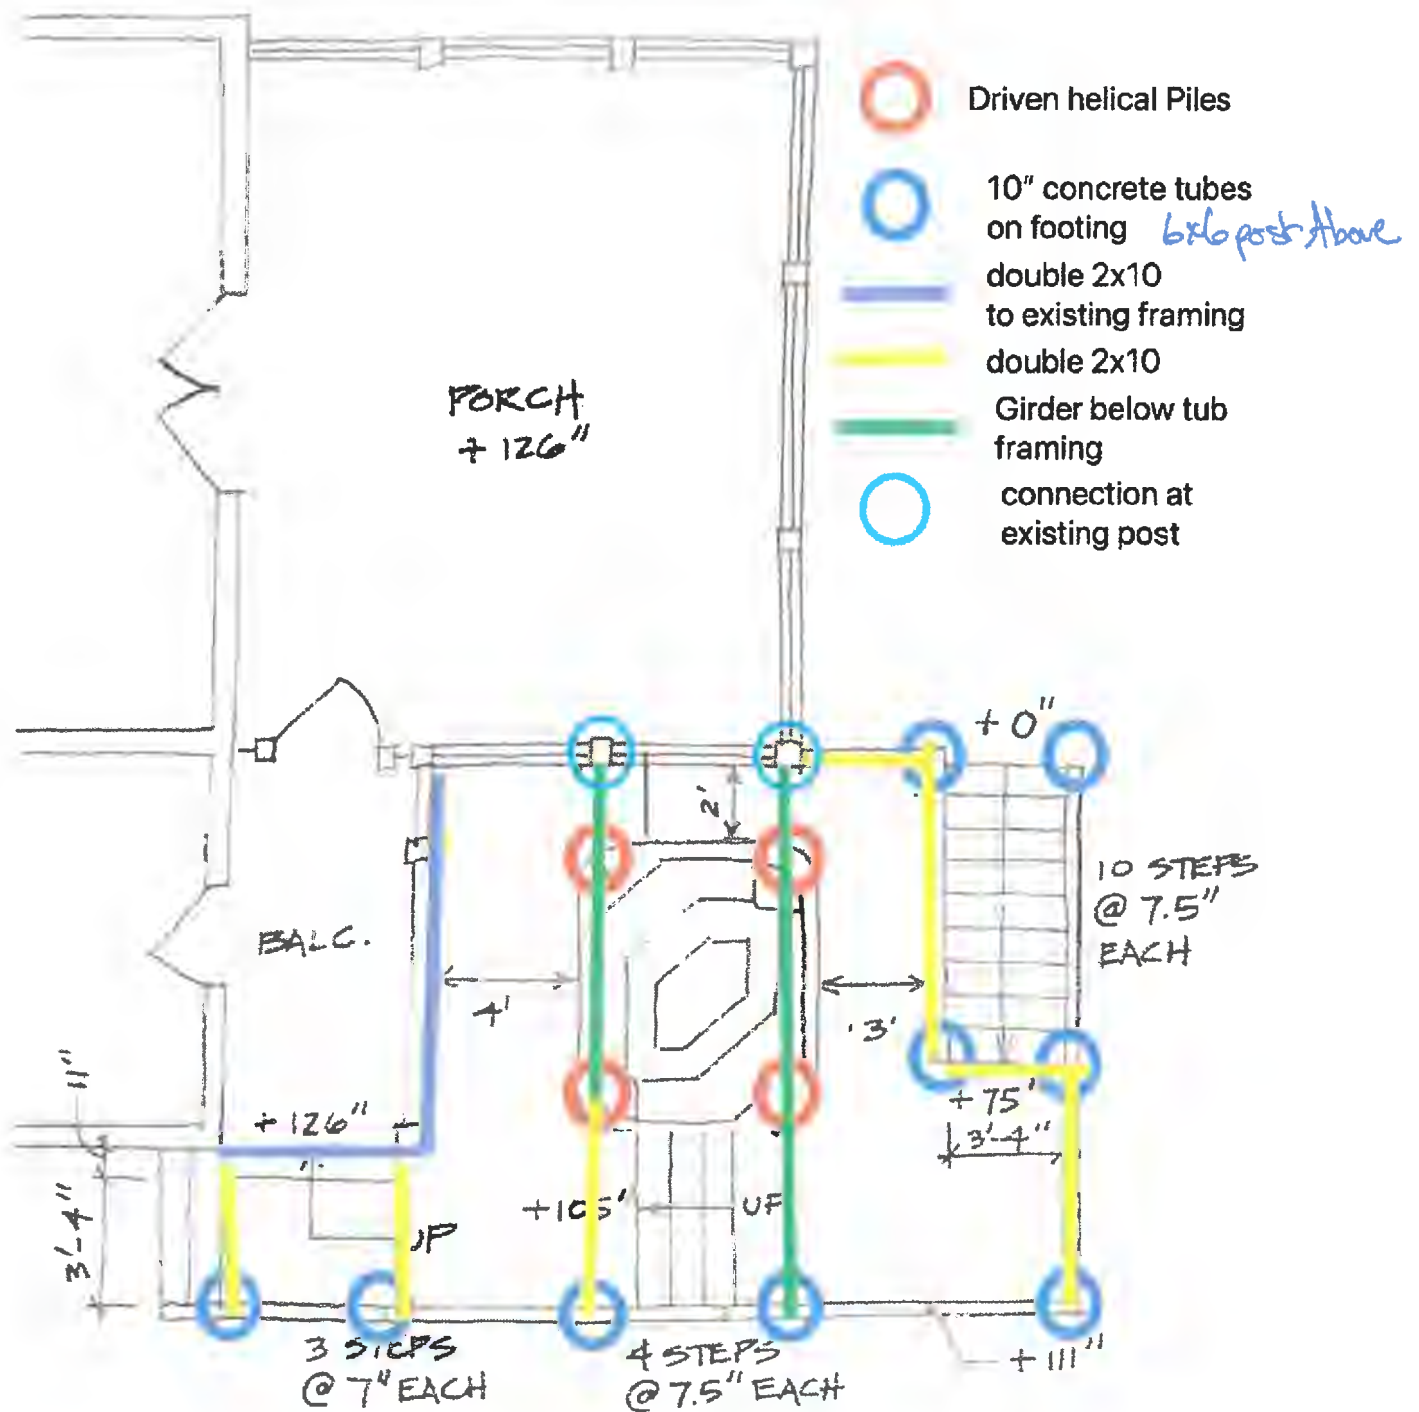 Driven helical Piles
10" concrete tubes
on footing 6x6 post Above
double 2x10
to existing framing
double 2x10
Girder below tub
framing
connection at
existing post
PORCH
+ 126"
+ 0"
2'
10 STEPS
@ 7.5"
EACH
BALC.
4'
3'
11"
+ 126"
+ 75'
3'-4"
3'-4"
+105'
UP
UP
3 STEPS
@ 7" EACH
4 STEPS
@ 7.5" EACH
+ 111"